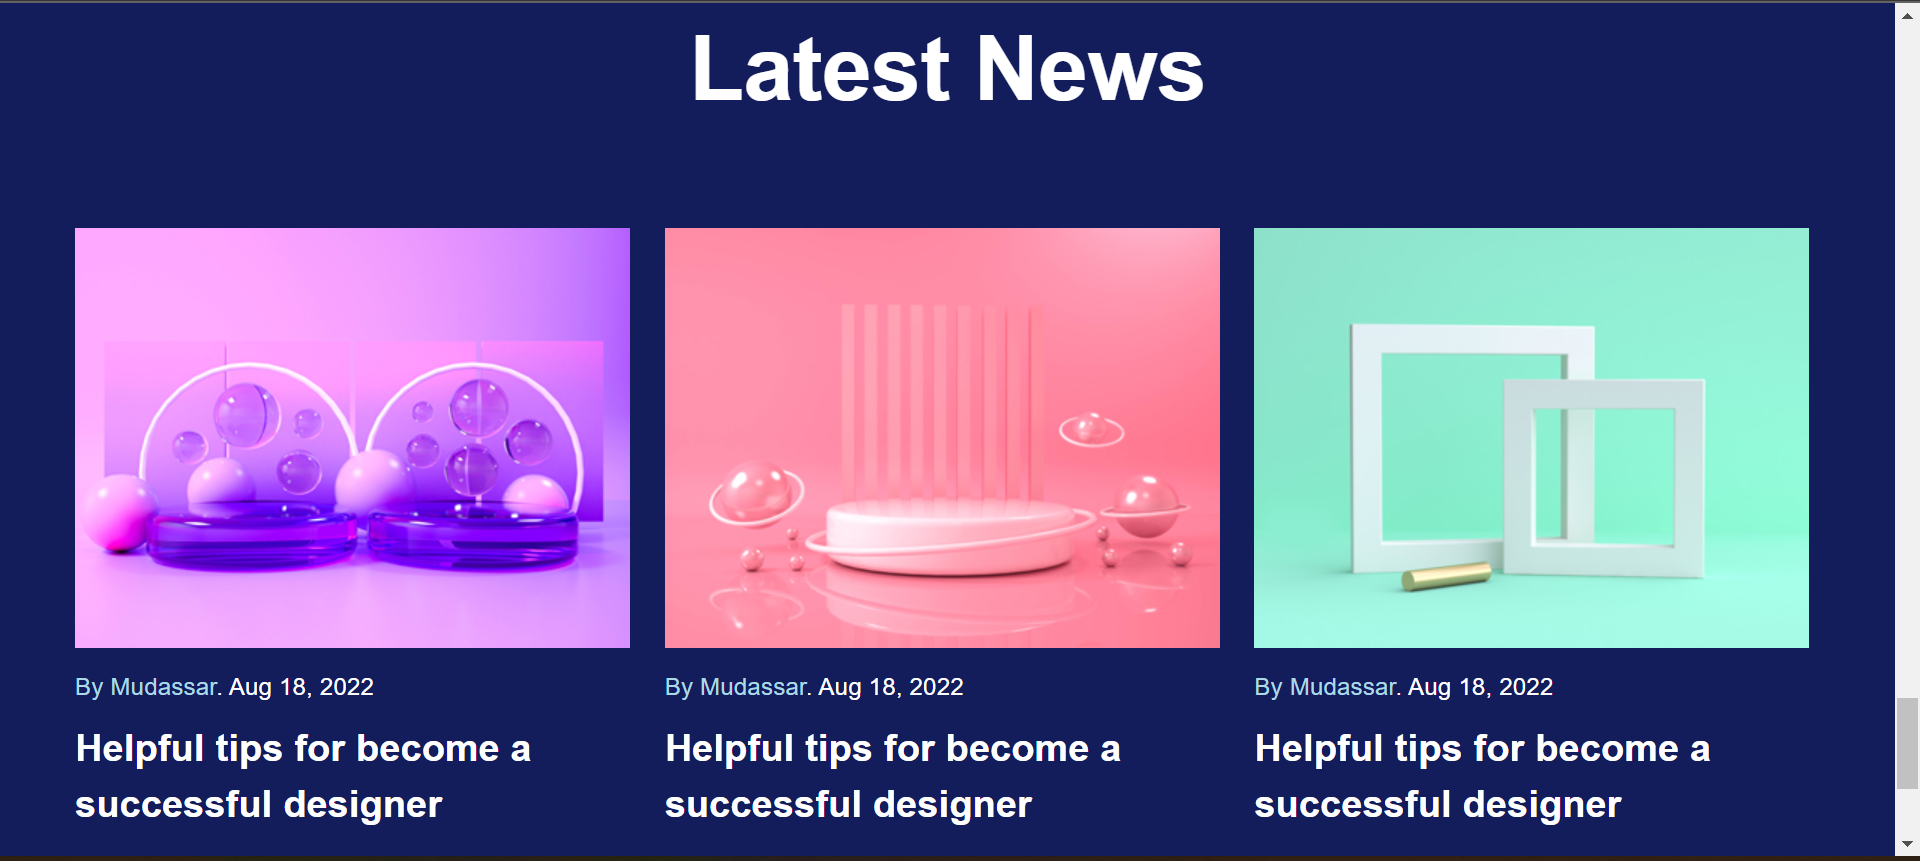 Latest News
By Mudassar. Aug 18, 2022
Helpful tips for become a
successful designer
By Mudassar. Aug 18, 2022
Helpful tips for become a
successful designer
By Mudassar. Aug 18, 2022
Helpful tips for become a
successful designer